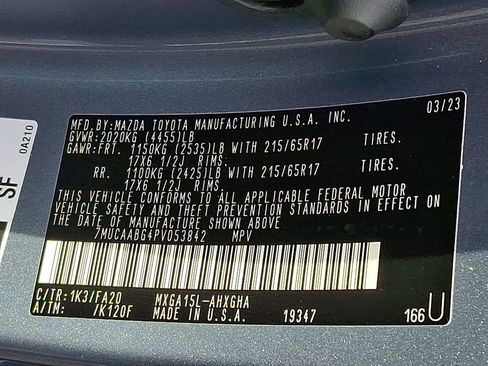 MFD.BY:MAZDA TOYOTA MANUFACTURING U.S.A. INC. 03/23
GVWR:2020KG (4455)LB
GAWR:FRT. 1150KG (2535)LB WITH 215/65R17 TIRES.
17X6 1/2J RIMS.
RR. 1100KG (2425)LB WITH 215/65R17 TIRES.
17X6 1/2J RIMS.
THIS VEHICLE CONFORMS TO ALL APPLICABLE FEDERAL MOTOR
VEHICLE SAFETY AND THEFT PREVENTION STANDARDS IN EFFECT
ON THE DATE OF MANUFACTURE SHOWN ABOVE
7MUCAABG4PV053842 MPV
C/TR:1K3/FA20 MXGA15L-AHXGHA
A/TM: /K120F MADE IN U.S.A. 19347 166U
0A210
SF